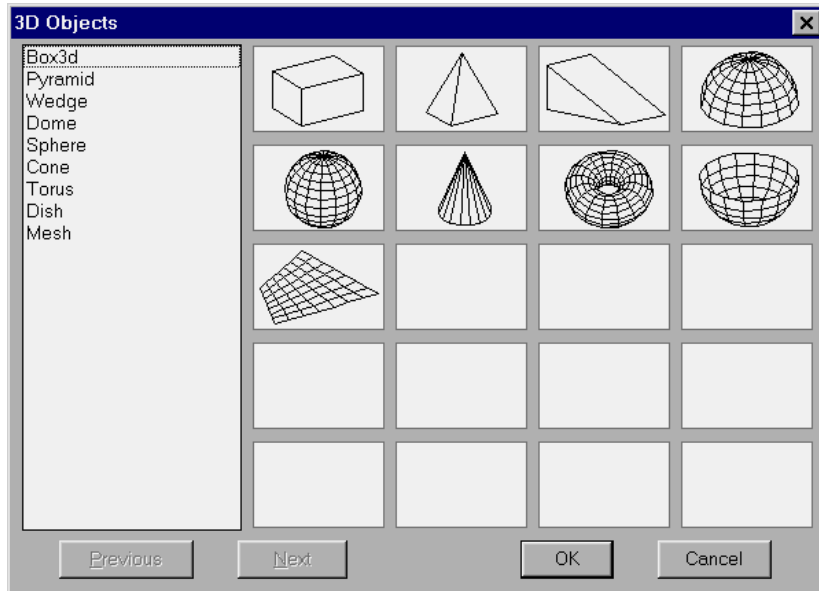 3D Objects
Box3d
Pyramid
Wedge
Dome
Sphere
Cone
Torus
Dish
Mesh
Previous
Next
OK
Cancel